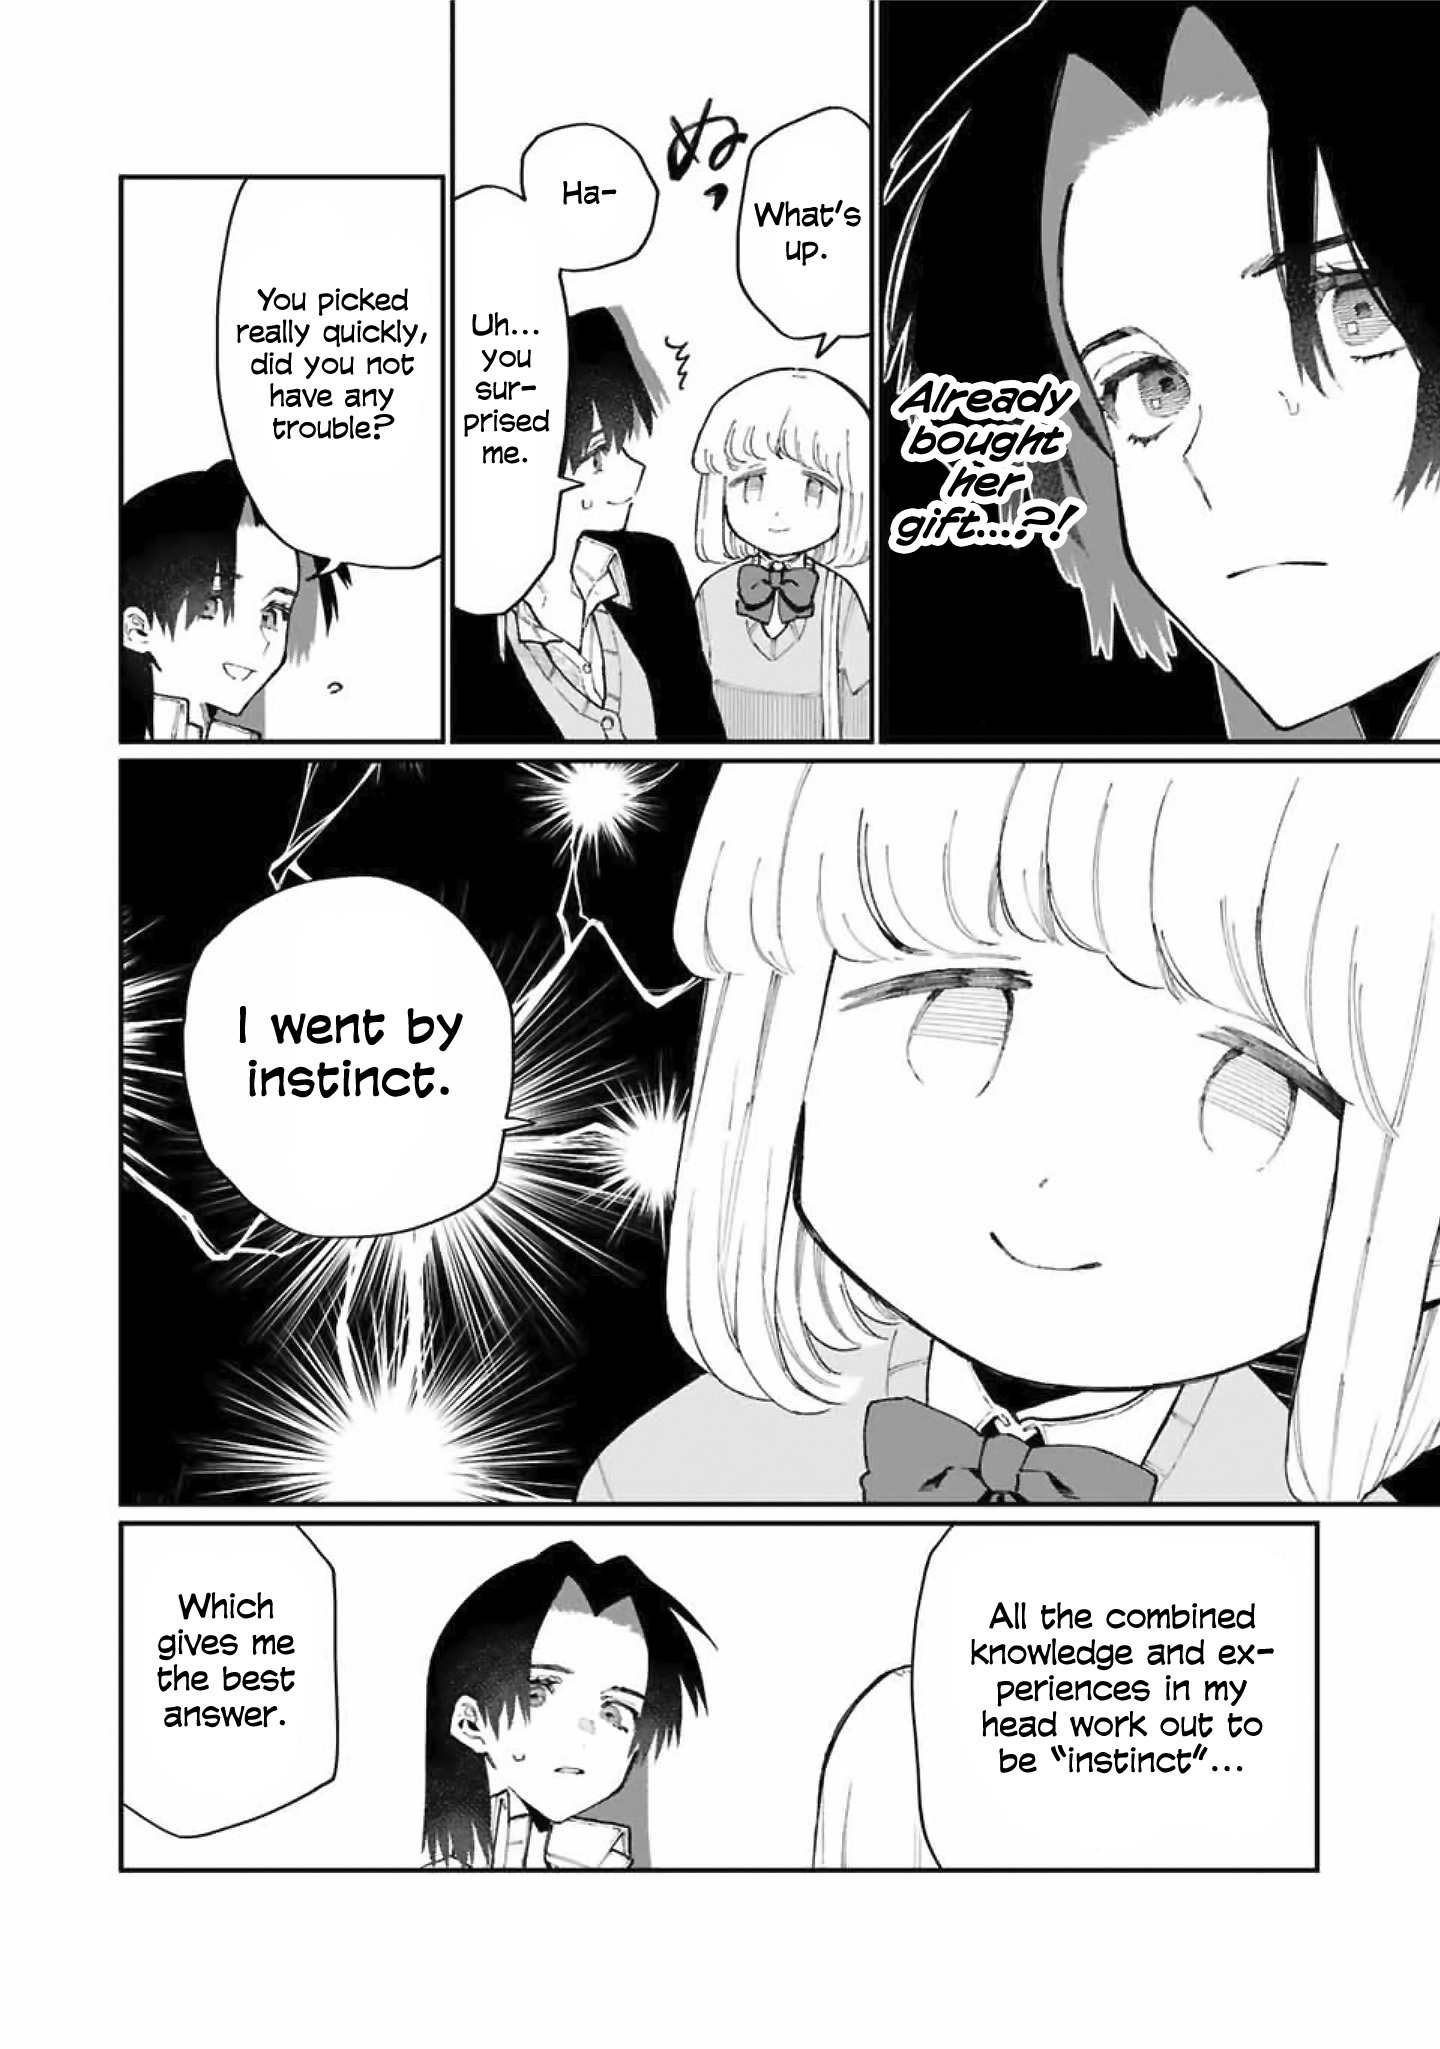 Already
bought
her
gift...?!
What's
up.
ぬっ
Ha-
Uh...
you
sur-
prised
me.
You picked
really quickly,
did you not
have any
trouble?
I went by
instinct.
All the combined
knowledge and ex-
periences in my
head work out to
be "instinct"...
Which
gives me
the best
answer.